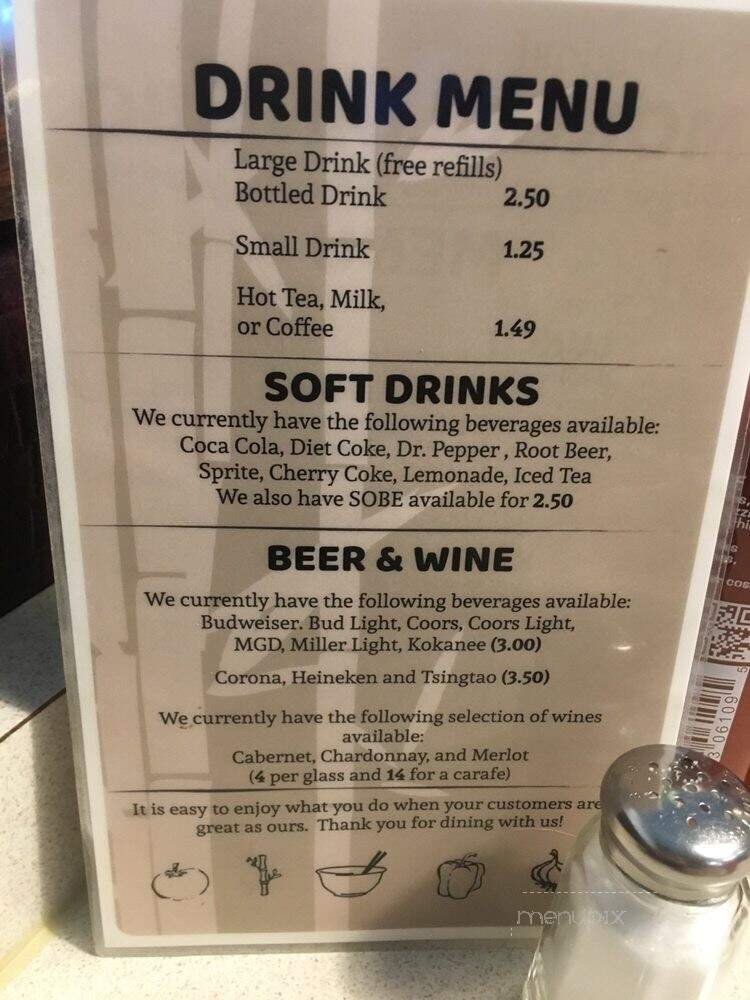 DRINK MENU
Large Drink (free refills)
Bottled Drink 2.50
Small Drink 1.25
Hot Tea, Milk,
or Coffee 1.49
SOFT DRINKS
We currently have the following beverages available:
Coca Cola, Diet Coke, Dr. Pepper , Root Beer,
Sprite, Cherry Coke, Lemonade, Iced Tea
We also have SOBE available for 2.50
BEER & WINE
We currently have the following beverages available:
Budweiser. Bud Light, Coors, Coors Light,
MGD, Miller Light, Kokanee (3.00)
Corona, Heineken and Tsingtao (3.50)
We currently have the following selection of wines
available:
Cabernet, Chardonnay, and Merlot
(4 per glass and 14 for a carafe)
It is easy to enjoy what you do when your customers are
great as ours. Thank you for dining with us!
menupix